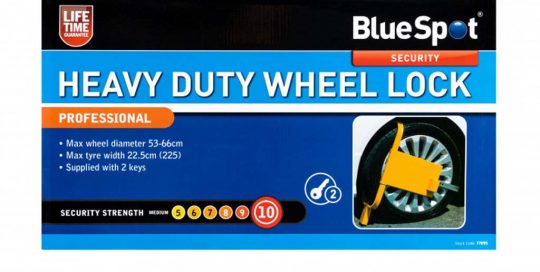 LIFE
TIME
GUARANTEE
BlueSpot®
SECURITY
HEAVY DUTY WHEEL LOCK
PROFESSIONAL
• Max wheel diameter 53-66cm
• Max tyre width 22.5cm (225)
• Supplied with 2 keys
2
SECURITY STRENGTH MEDIUM 5 6 7 8 9 10